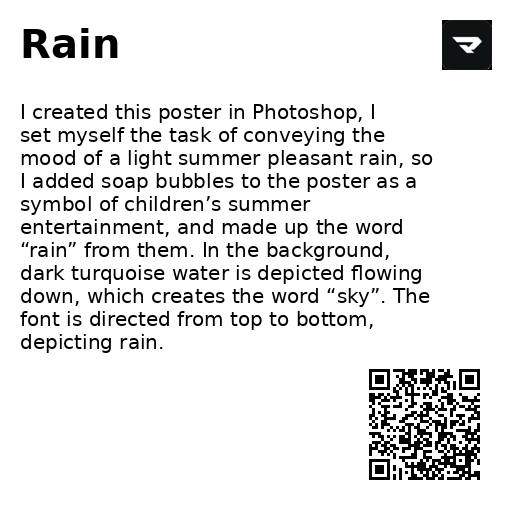 Rain
I created this poster in Photoshop, I
set myself the task of conveying the
mood of a light summer pleasant rain, so
I added soap bubbles to the poster as a
symbol of children’s summer
entertainment, and made up the word
“rain” from them. In the background,
dark turquoise water is depicted flowing
down, which creates the word “sky”. The
font is directed from top to bottom,
depicting rain.